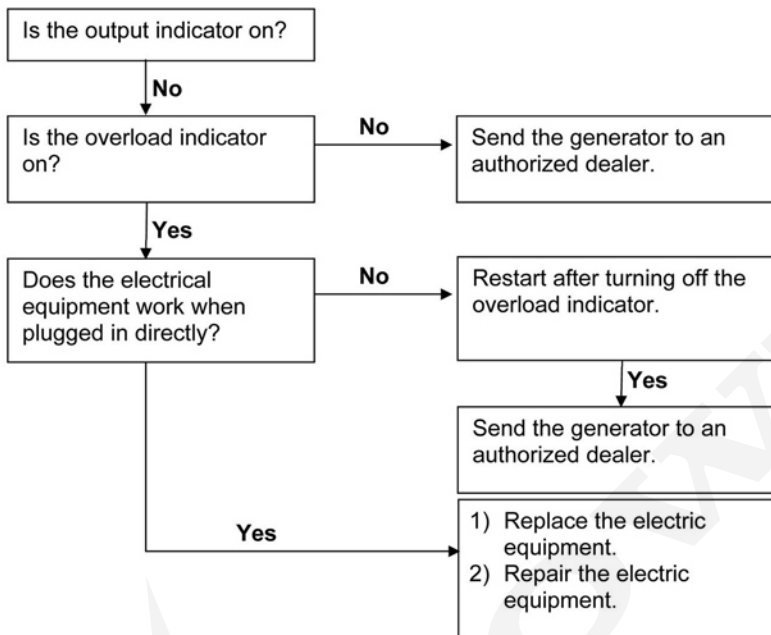 Is the output indicator on?
No
Is the overload indicator
on?
No
Send the generator to an
authorized dealer.
Yes
Does the electrical
equipment work when
plugged in directly?
No
Restart after turning off the
overload indicator.
Yes
Send the generator to an
authorized dealer.
Yes
1) Replace the electric
equipment.
2) Repair the electric
equipment.